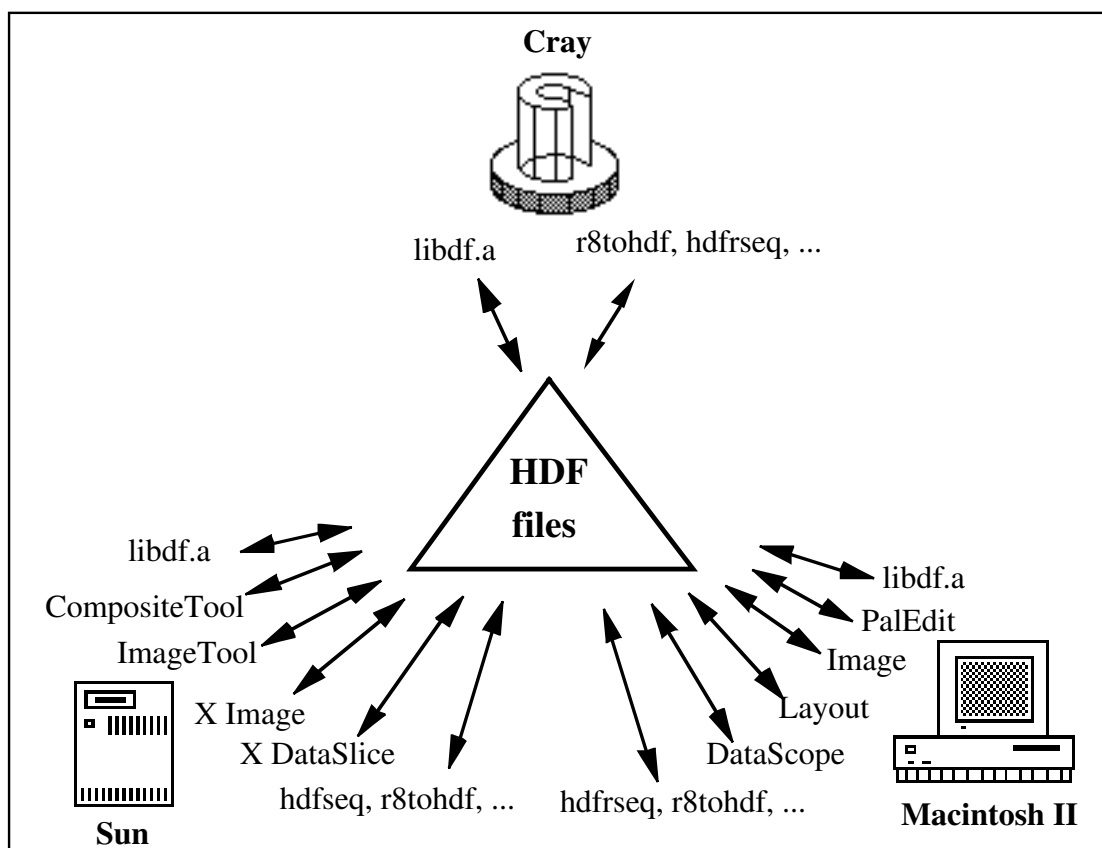 Cray
libdf.a
r8tohdf, hdfrseq, ...
HDF
files
libdf.a
CompositeTool
ImageTool
X Image
X DataSlice
hdfseq, r8tohdf, ...
Sun
libdf.a
PalEdit
Image
Layout
DataScope
hdfrseq, r8tohdf, ...
Macintosh II